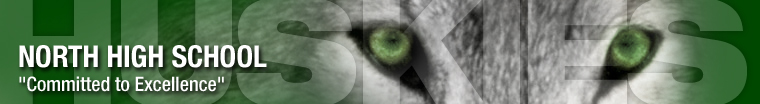 HUSKIES
NORTH HIGH SCHOOL
"Committed to Excellence"